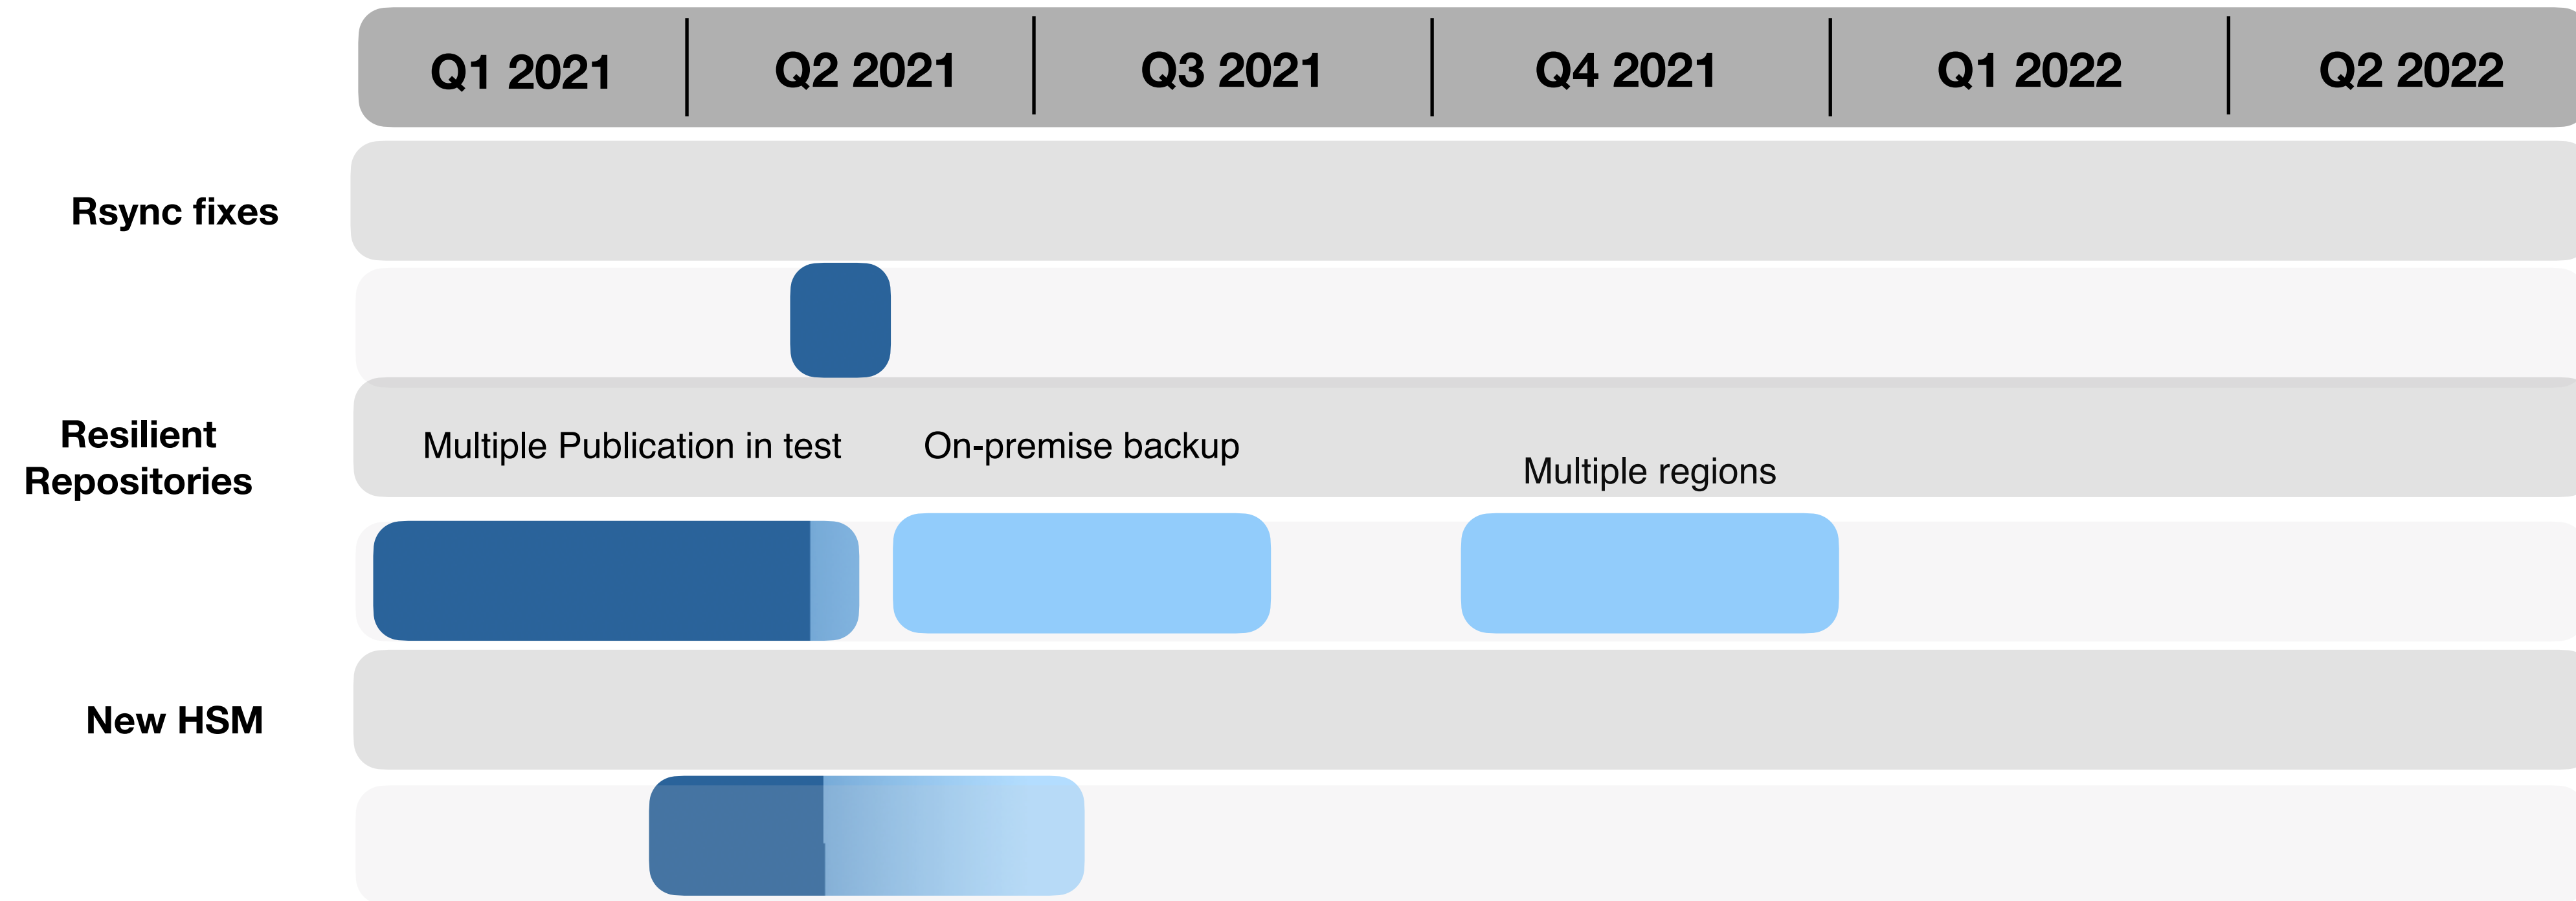 Q1 2021
Q2 2021
Q3 2021
Q4 2021
Q1 2022
Q2 2022
Rsync fixes
Resilient
Repositories
Multiple Publication in test
On-premise backup
Multiple regions
New HSM